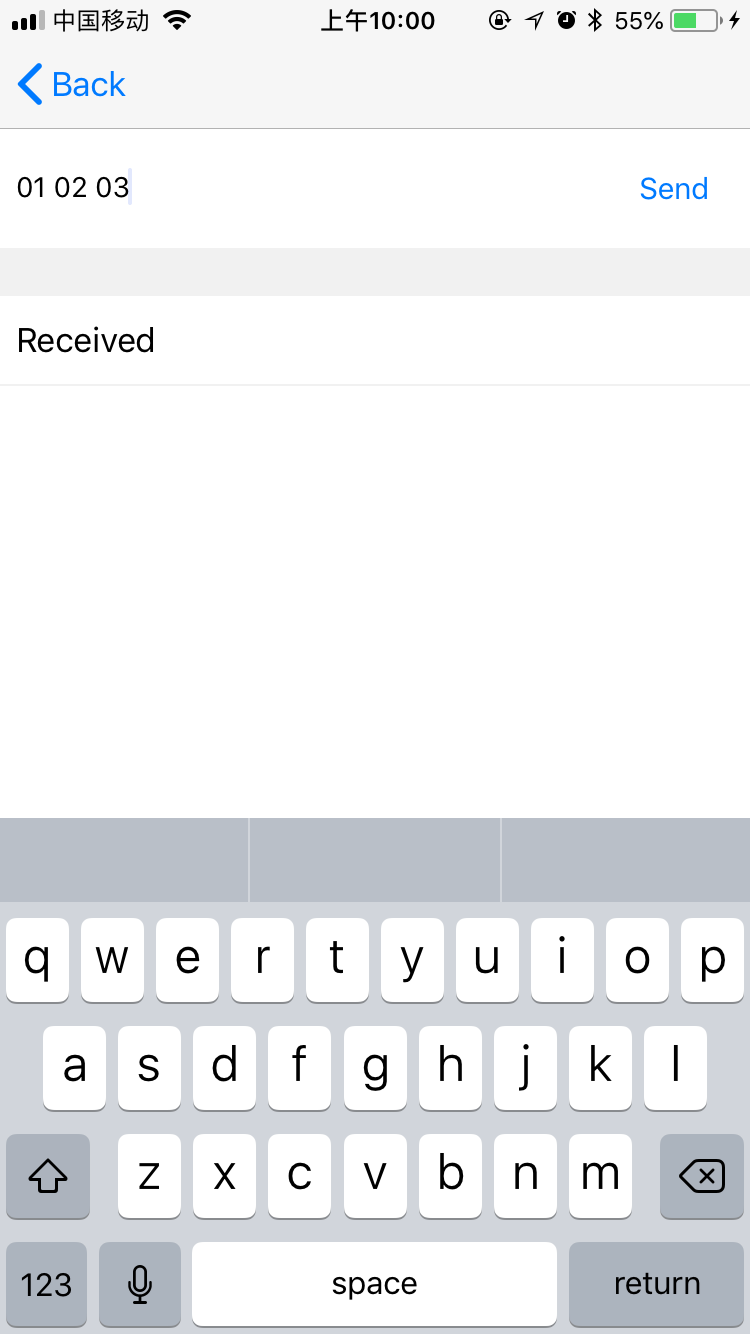 中国移动 上午10:00 55%
Back
01 02 03 Send
Received
q w e r t y u i o p
a s d f g h j k l
z x c v b n m
123 space return